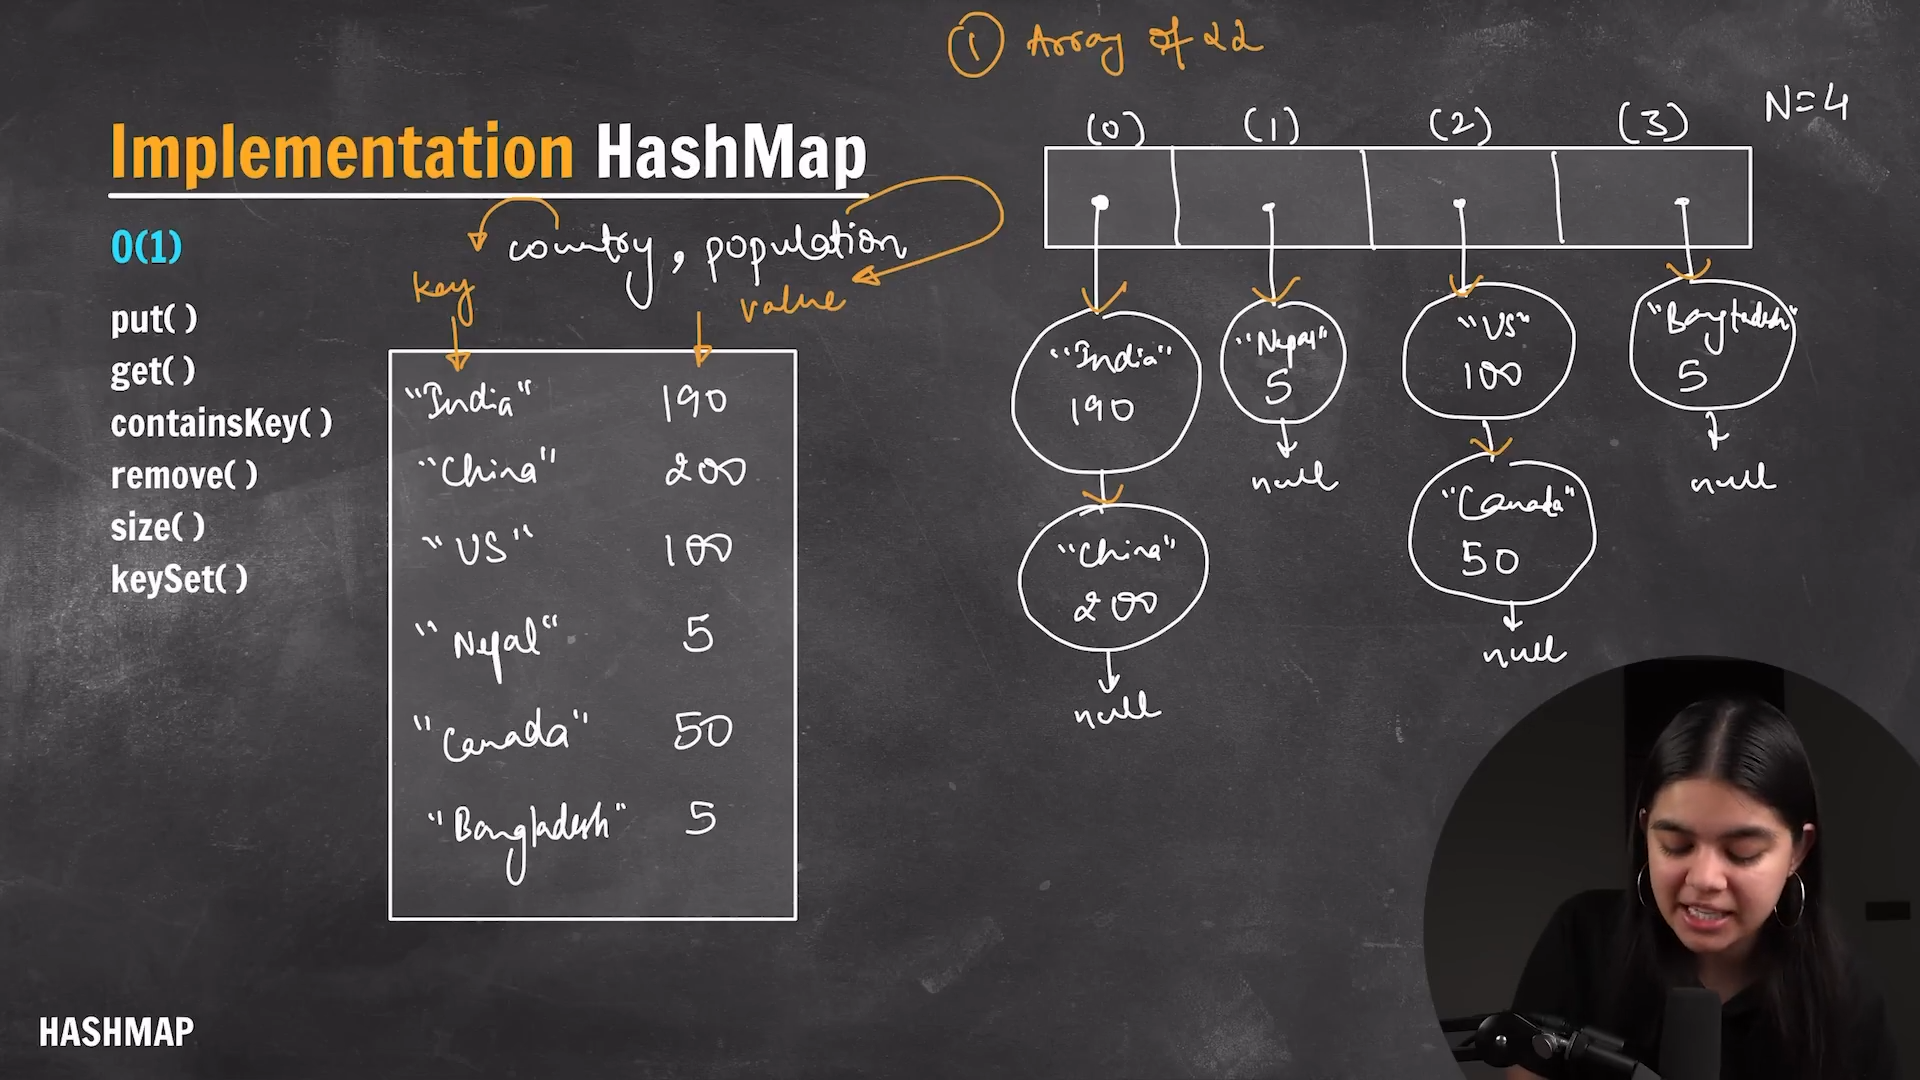 ① Array of LL
Implementation HashMap
O(1)
put( )
get( )
containsKey( )
remove( )
size( )
keySet( )
country, population
key
value
"India" 190
"China" 200
"US" 100
"Nepal" 5
"Canada" 50
"Bangladesh" 5
N=4
(0) (1) (2) (3)
"India"
190
"China"
200
null
"Nepal"
5
null
"US"
100
"Canada"
50
null
"Bangladesh"
5
null
HASHMAP